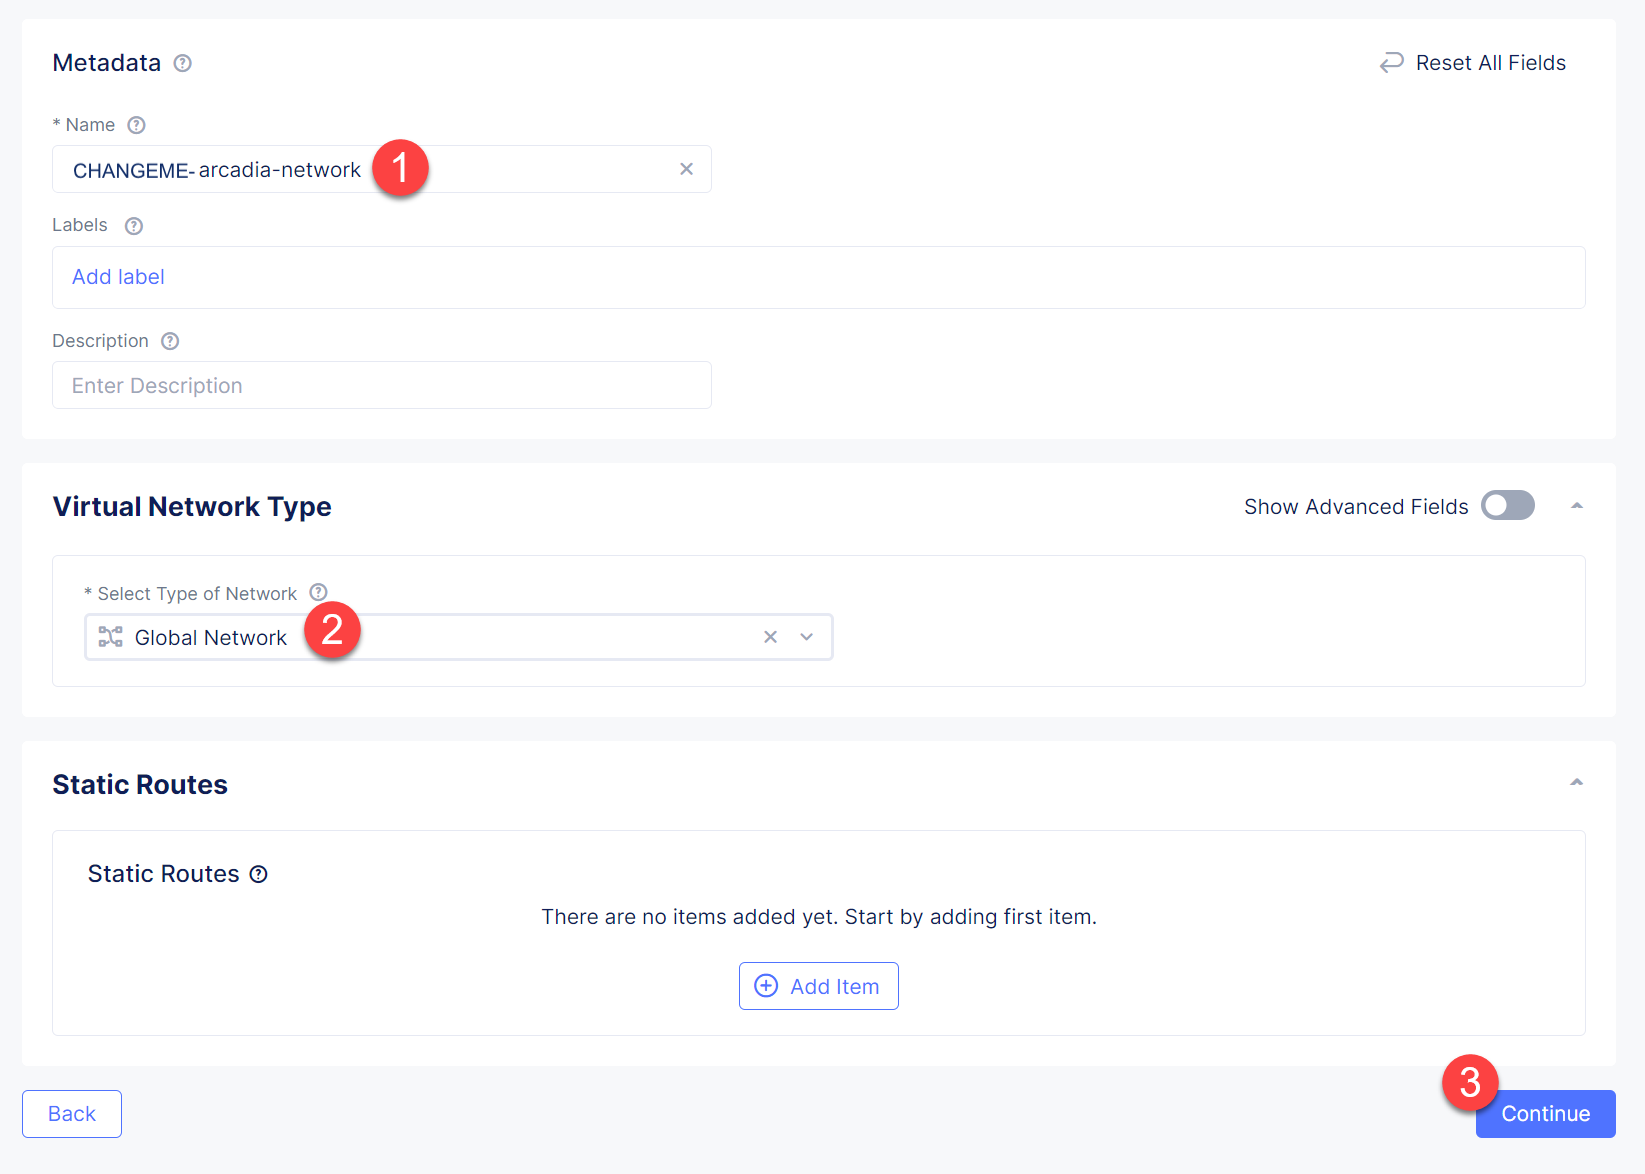 Metadata
Reset All Fields
* Name
CHANGEME-arcadia-network 1
Labels
Add label
Description
Enter Description
Virtual Network Type
Show Advanced Fields
* Select Type of Network
Global Network 2
Static Routes
Static Routes
There are no items added yet. Start by adding first item.
Add Item
3
Back
Continue